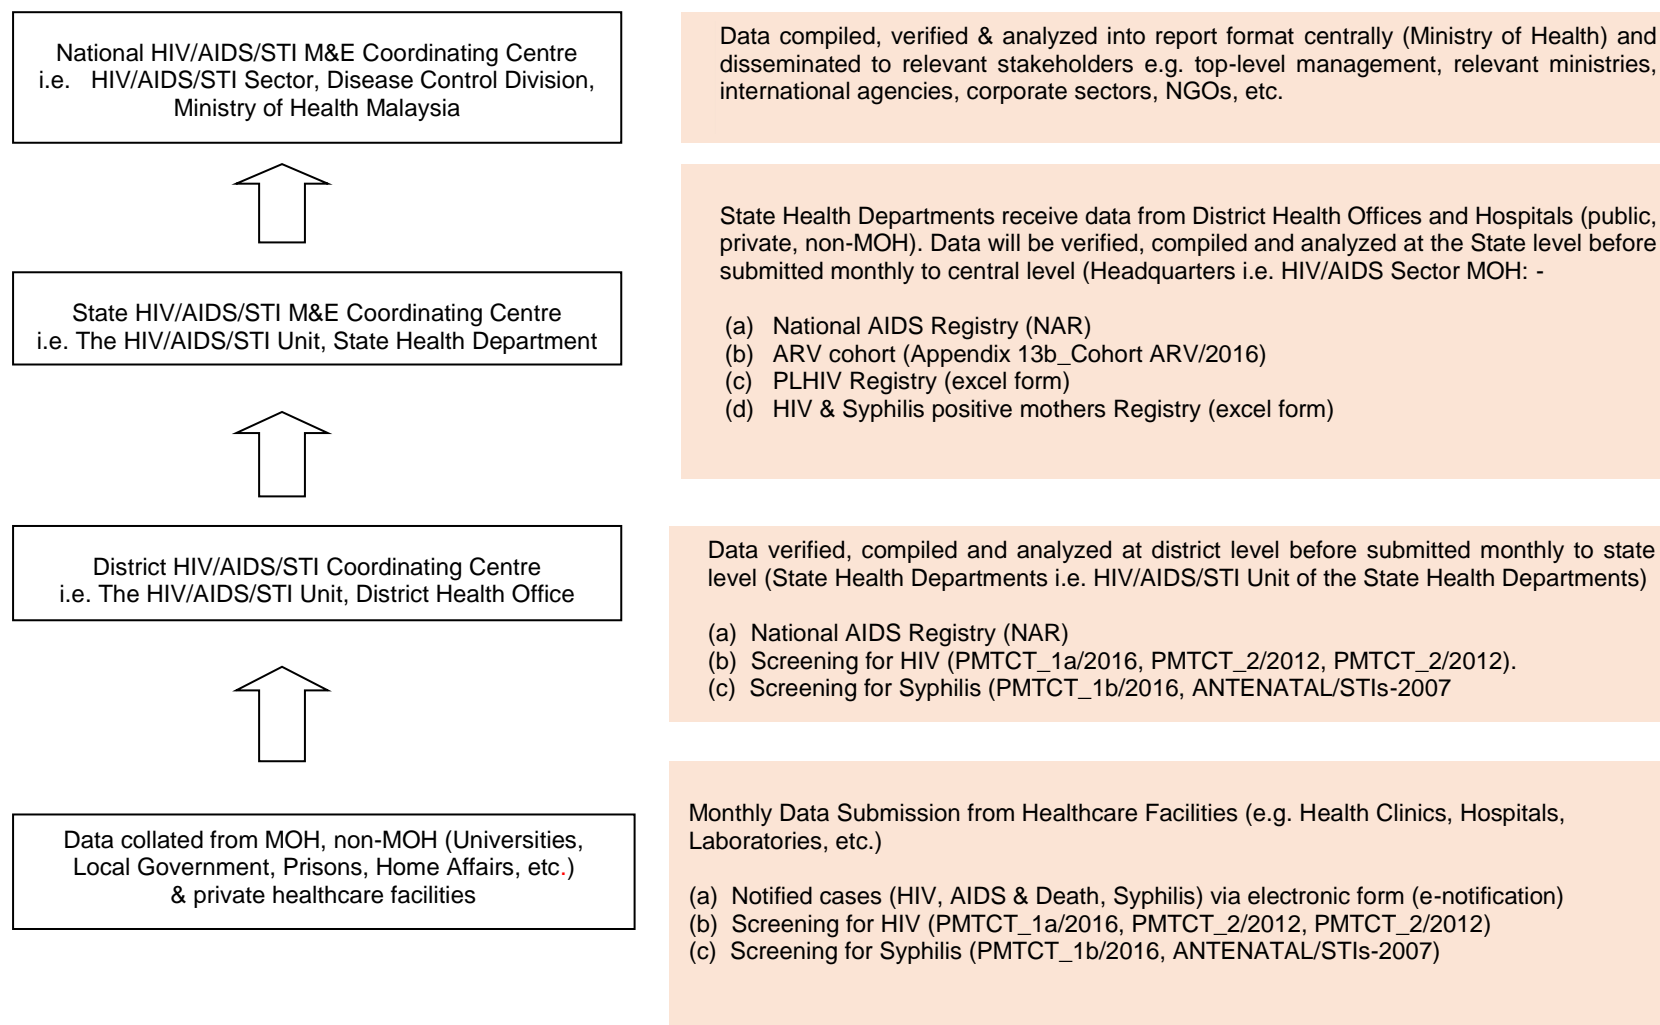 National HIV/AIDS/STI M&E Coordinating Centre
i.e. HIV/AIDS/STI Sector, Disease Control Division,
Ministry of Health Malaysia
Data compiled, verified & analyzed into report format centrally (Ministry of Health) and
disseminated to relevant stakeholders e.g. top-level management, relevant ministries,
international agencies, corporate sectors, NGOs, etc.
State HIV/AIDS/STI M&E Coordinating Centre
i.e. The HIV/AIDS/STI Unit, State Health Department
State Health Departments receive data from District Health Offices and Hospitals (public,
private, non-MOH). Data will be verified, compiled and analyzed at the State level before
submitted monthly to central level (Headquarters i.e. HIV/AIDS Sector MOH: -
(a) National AIDS Registry (NAR)
(b) ARV cohort (Appendix 13b_Cohort ARV/2016)
(c) PLHIV Registry (excel form)
(d) HIV & Syphilis positive mothers Registry (excel form)
District HIV/AIDS/STI Coordinating Centre
i.e. The HIV/AIDS/STI Unit, District Health Office
Data verified, compiled and analyzed at district level before submitted monthly to state
level (State Health Departments i.e. HIV/AIDS/STI Unit of the State Health Departments)
(a) National AIDS Registry (NAR)
(b) Screening for HIV (PMTCT_1a/2016, PMTCT_2/2012, PMTCT_2/2012).
(c) Screening for Syphilis (PMTCT_1b/2016, ANTENATAL/STIs-2007
Data collated from MOH, non-MOH (Universities,
Local Government, Prisons, Home Affairs, etc.)
& private healthcare facilities
Monthly Data Submission from Healthcare Facilities (e.g. Health Clinics, Hospitals,
Laboratories, etc.)
(a) Notified cases (HIV, AIDS & Death, Syphilis) via electronic form (e-notification)
(b) Screening for HIV (PMTCT_1a/2016, PMTCT_2/2012, PMTCT_2/2012)
(c) Screening for Syphilis (PMTCT_1b/2016, ANTENATAL/STIs-2007)